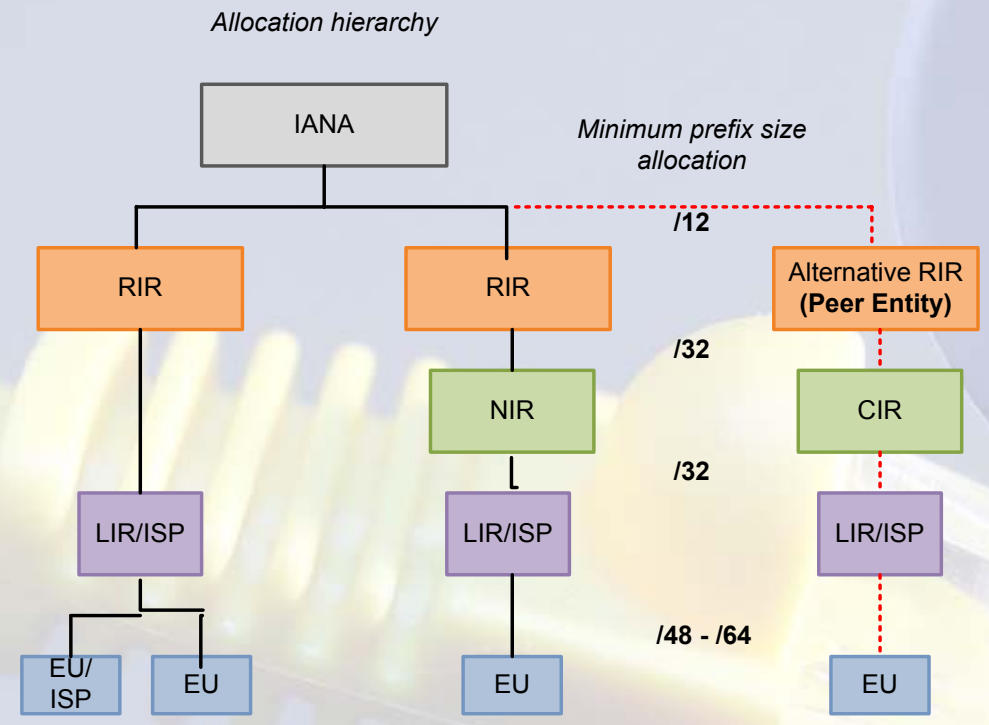 Allocation hierarchy
IANA
Minimum prefix size
allocation
/12
RIR
RIR
Alternative RIR
(Peer Entity)
/32
NIR
CIR
/32
LIR/ISP
LIR/ISP
LIR/ISP
/48 - /64
EU/
ISP
EU
EU
EU